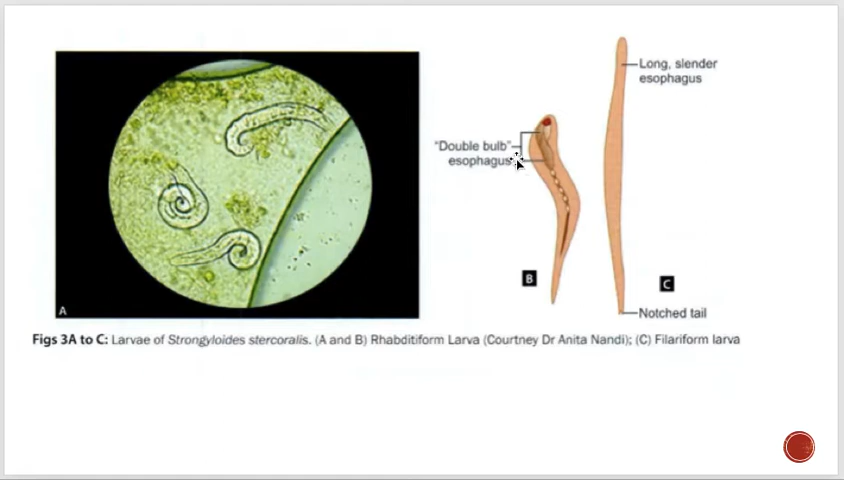 Long, slender
esophagus
"Double bulb"
esophagus
B
C
Notched tail
A
Figs 3A to C: Larvae of Strongyloides stercoralis. (A and B) Rhabditiform Larva (Courtney Dr Anita Nandi); (C) Filariform larva